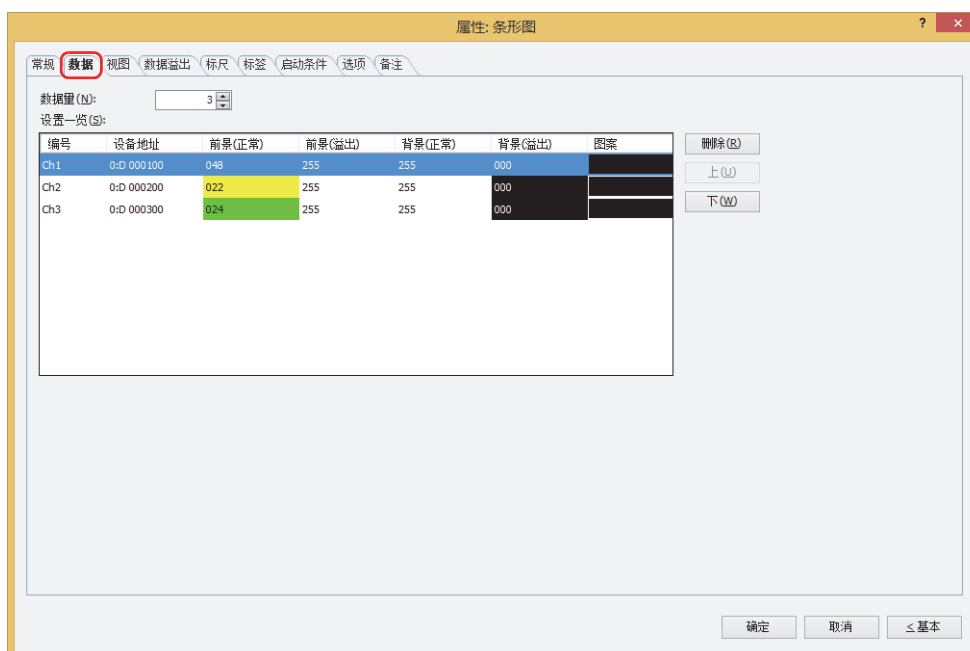 属性: 条形图
? ×
常规 数据 视图 数据溢出 标尺 标签 启动条件 选项 备注
数据量(N): 3
设置一览(S):
编号 设备地址 前景(正常) 前景(溢出) 背景(正常) 背景(溢出) 图案
Ch1 0:D 000100 048 255 255 000
Ch2 0:D 000200 022 255 255 000
Ch3 0:D 000300 024 255 255 000
删除(R)
上(U)
下(W)
确定 取消 ≤基本